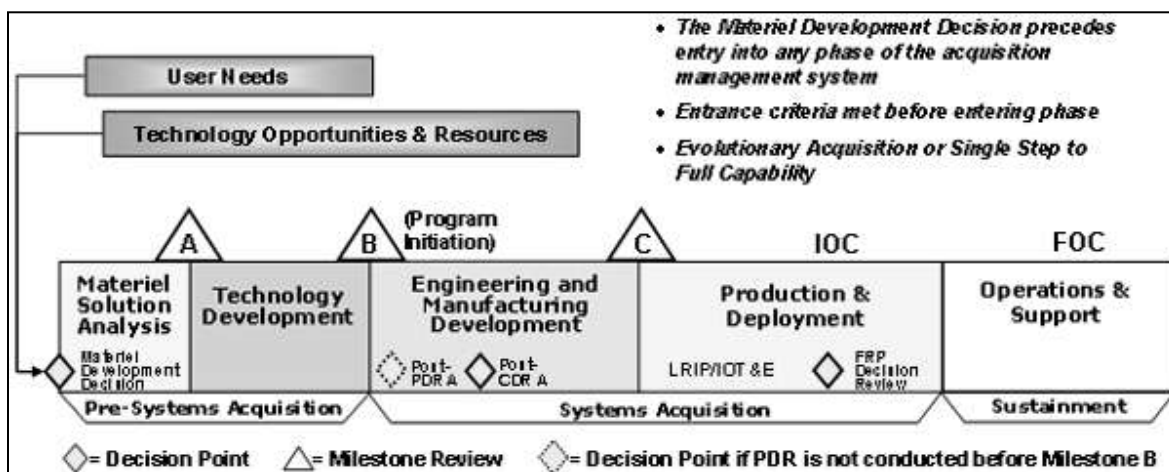 • The Materiel Development Decision precedes
entry into any phase of the acquisition
management system
• Entrance criteria met before entering phase
• Evolutionary Acquisition or Single Step to
Full Capability
User Needs
Technology Opportunities & Resources
A
B
(Program
Initiation)
C
IOC
FOC
Materiel
Solution
Analysis
Materiel
Development
Decision
Technology
Development
Engineering and
Manufacturing
Development
Post-
PDR A
Post-
CDR A
Production &
Deployment
LRIP/IOT&E
FRP
Decision
Review
Operations &
Support
Pre-Systems Acquisition
Systems Acquisition
Sustainment
= Decision Point
= Milestone Review
= Decision Point if PDR is not conducted before Milestone B